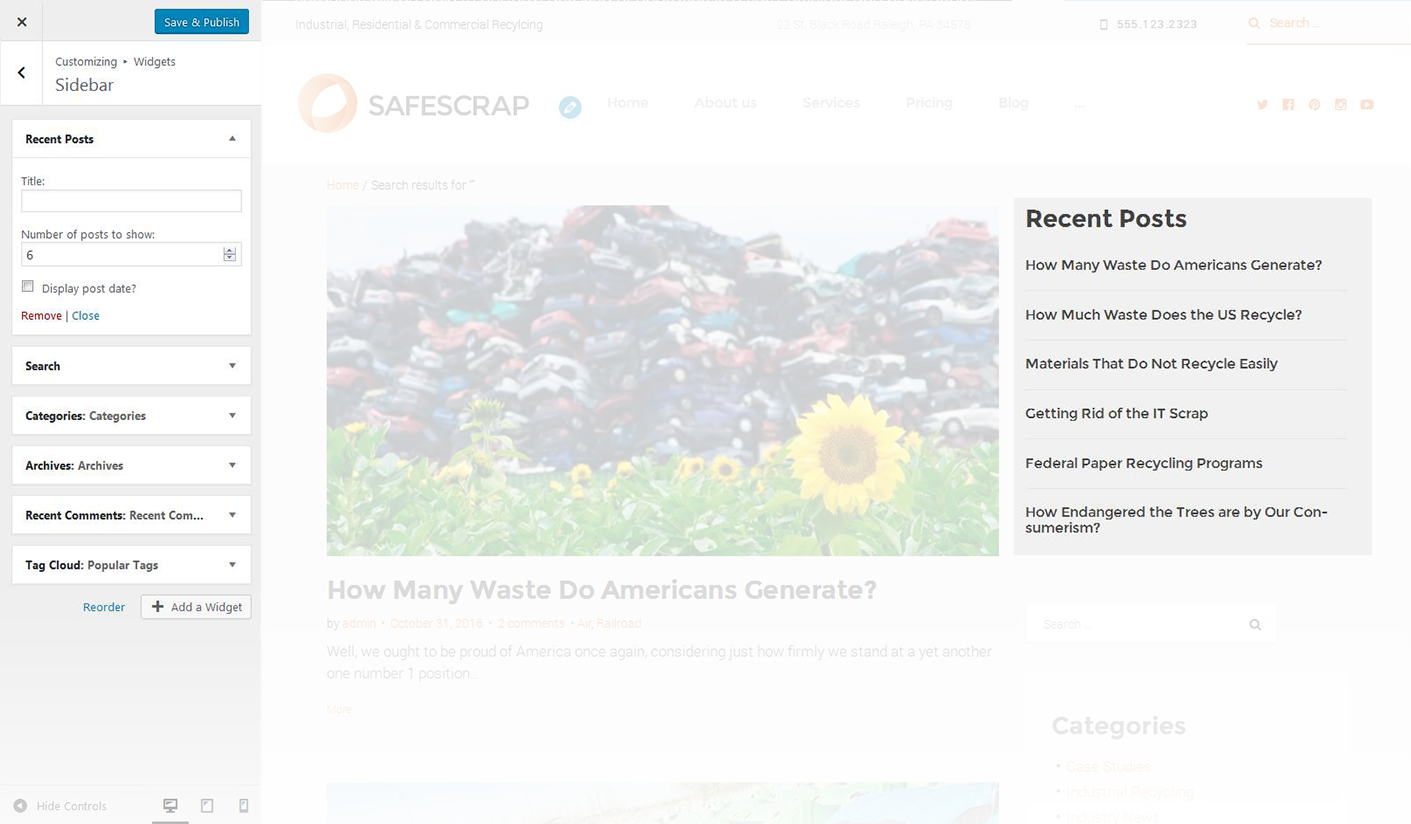 Save & Publish
Customizing ▸ Widgets
Sidebar
Recent Posts
Title:
Number of posts to show:
6
Display post date?
Remove | Close
Search
Categories: Categories
Archives: Archives
Recent Comments: Recent Com...
Tag Cloud: Popular Tags
Reorder
Add a Widget
Hide Controls
Industrial, Residential & Commercial Recylcing
22 St. Black Road Raleigh, PA 54578
555.123.2323
Search ...
SAFESCRAP
Home
About us
Services
Pricing
Blog
...
Home / Search results for ""
How Many Waste Do Americans Generate?
by admin • October 31, 2016 • 2 comments • Air, Railroad
Well, we ought to be proud of America once again, considering just how firmly we stand at a yet another
one number 1 position...
More
Recent Posts
How Many Waste Do Americans Generate?
How Much Waste Does the US Recycle?
Materials That Do Not Recycle Easily
Getting Rid of the IT Scrap
Federal Paper Recycling Programs
How Endangered the Trees are by Our Con-
sumerism?
Search ...
Categories
• Case Studies
• Industrial Recycling
• Industry News